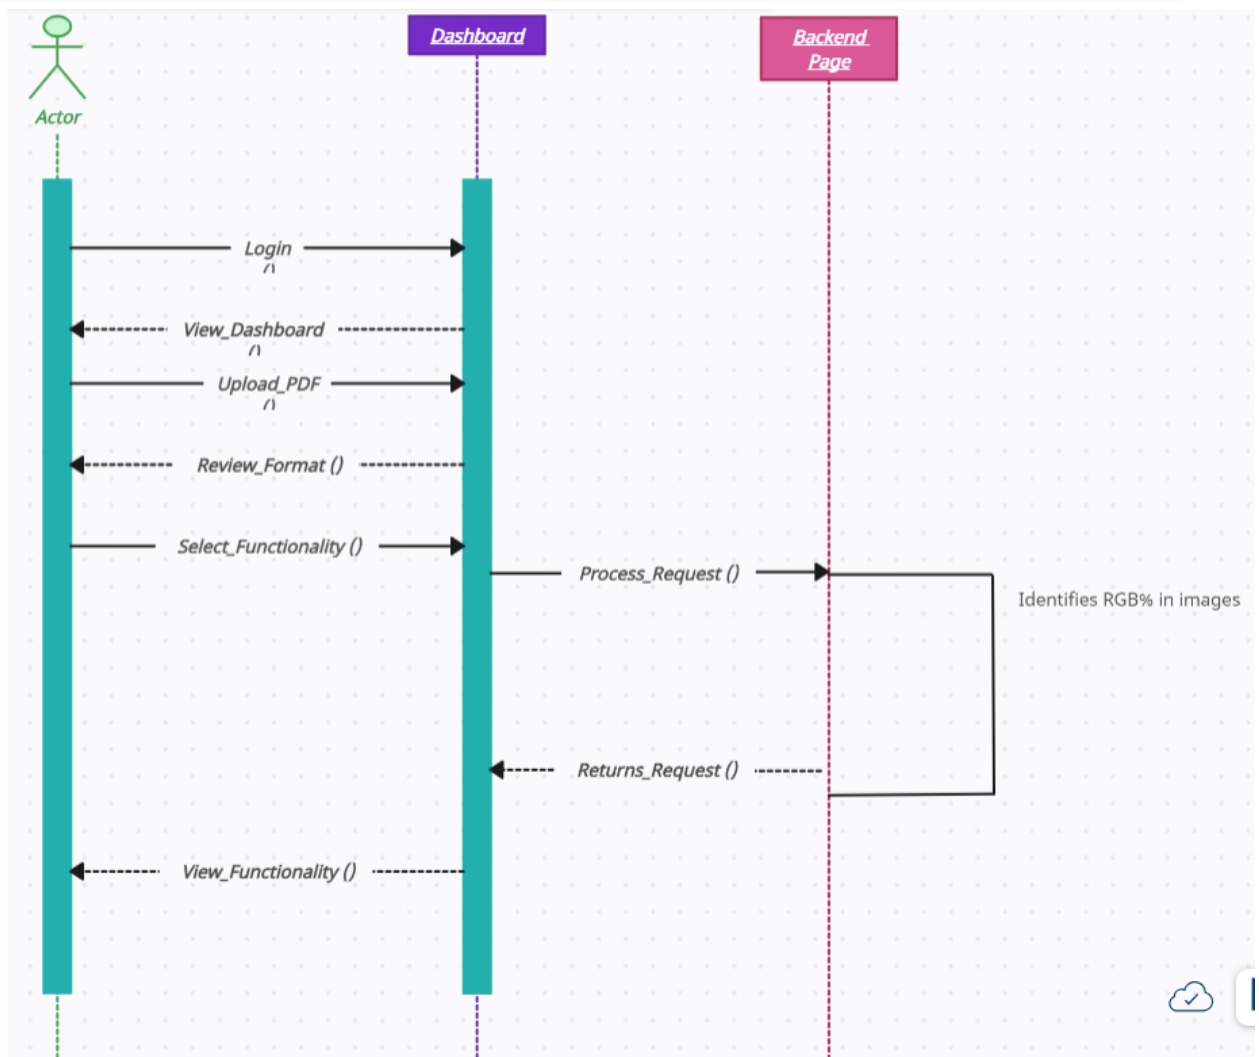 Dashboard
Backend
Page
Actor
Login
()
View_Dashboard
()
Upload_PDF
()
Review_Format ()
Select_Functionality ()
Process_Request ()
Identifies RGB% in images
Returns_Request ()
View_Functionality ()